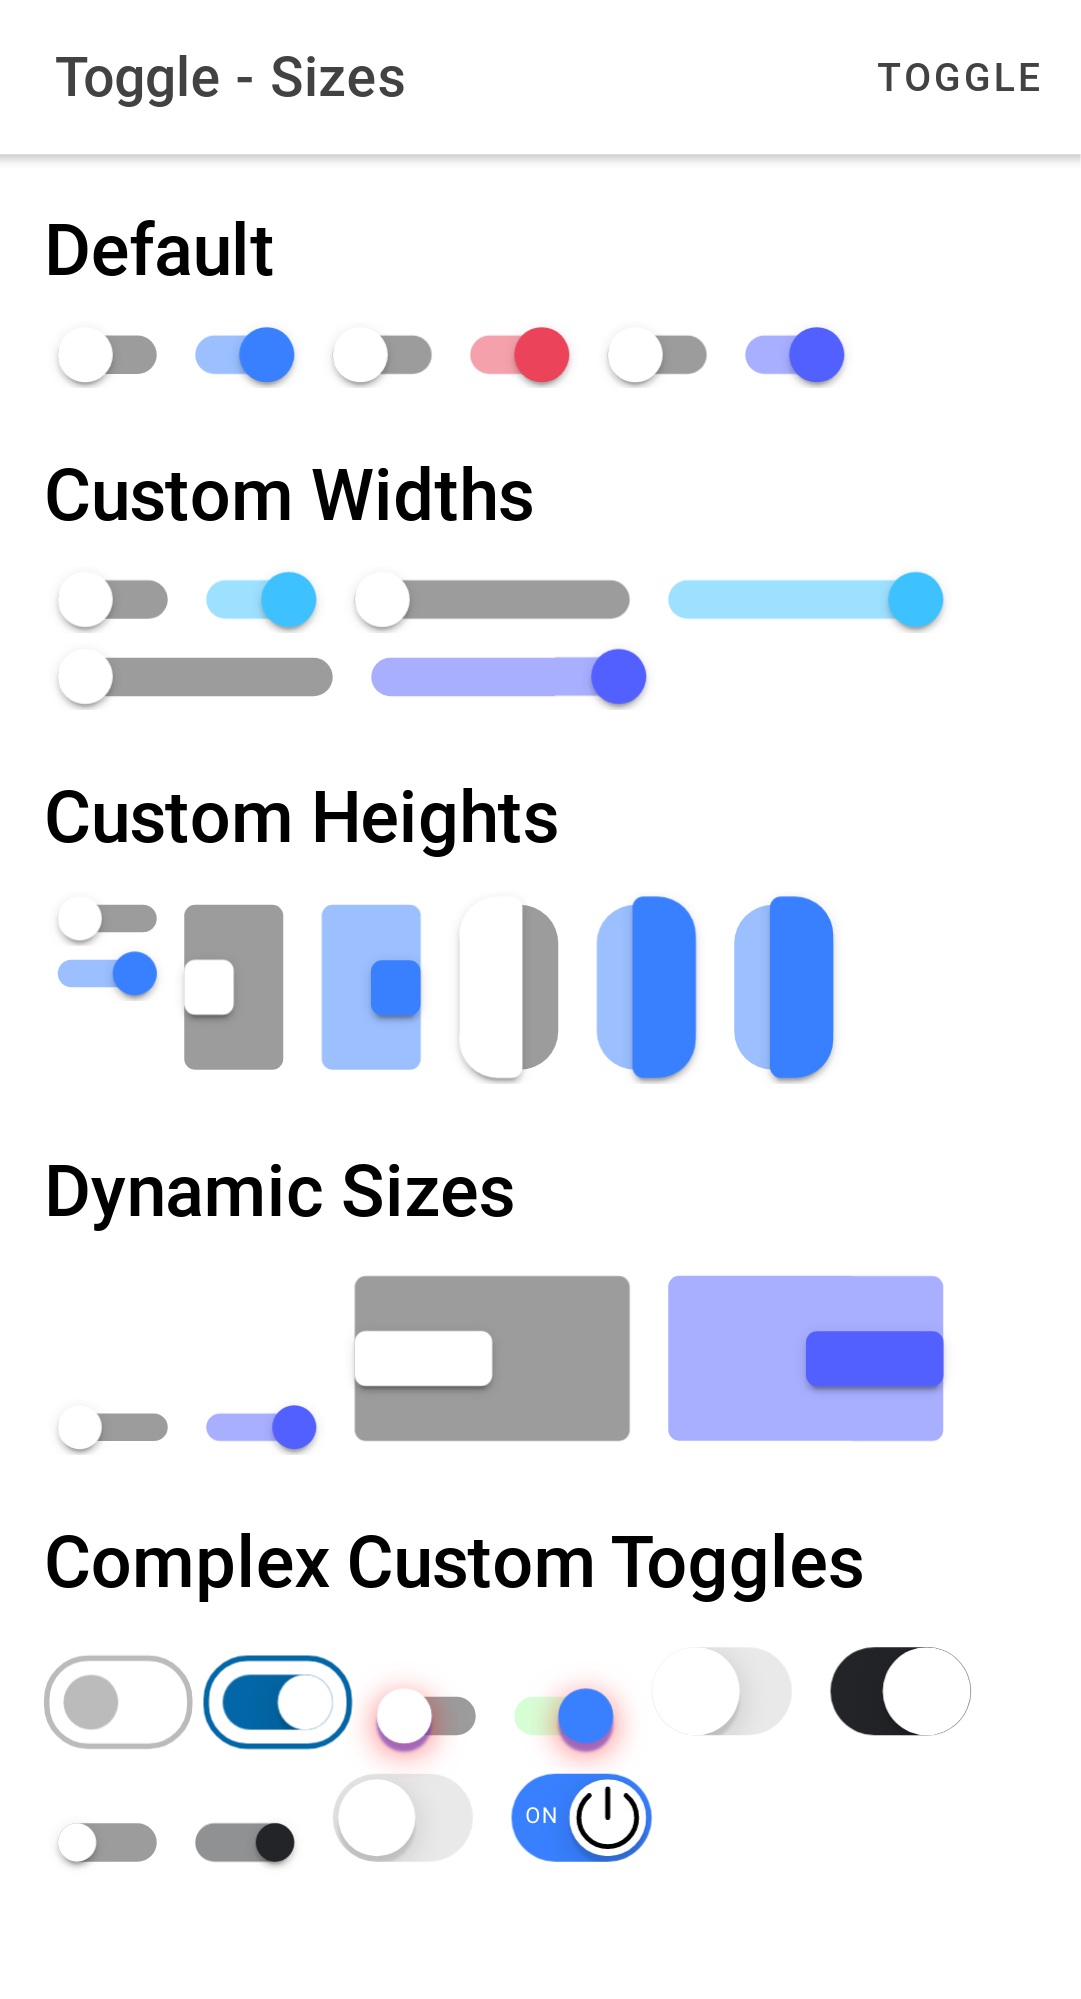 Toggle - Sizes TOGGLE
Default
Custom Widths
Custom Heights
Dynamic Sizes
Complex Custom Toggles
ON